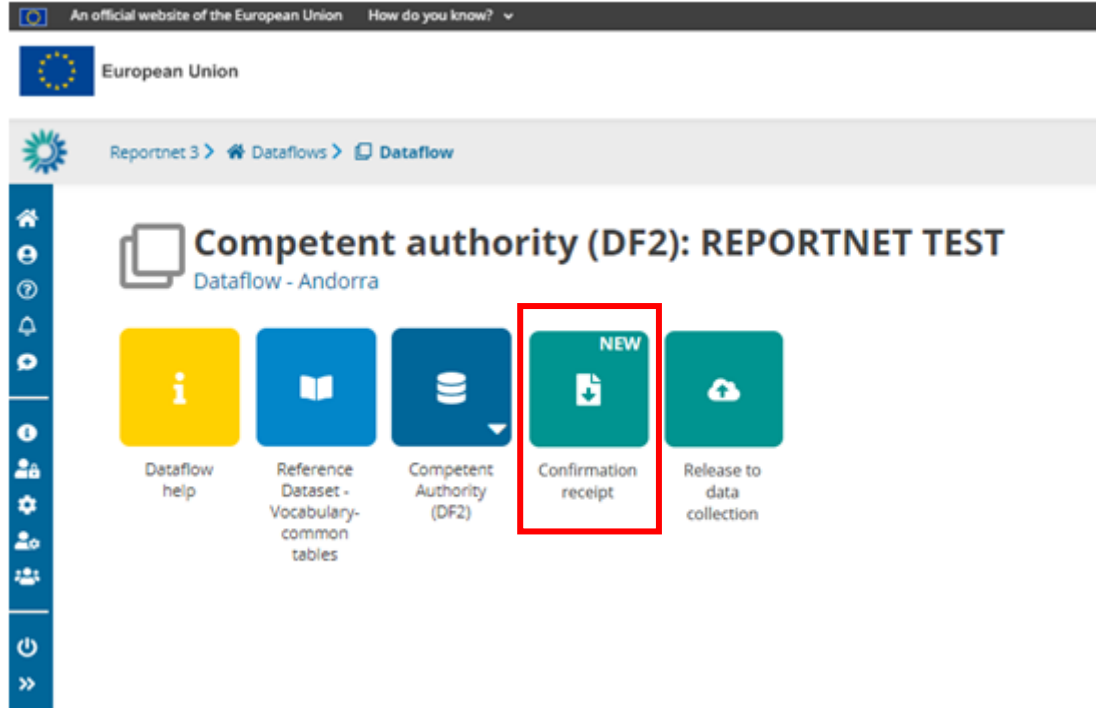 An official website of the European Union How do you know?
European Union
Reportnet 3 Dataflows Dataflow
Competent authority (DF2): REPORTNET TEST
Dataflow - Andorra
NEW
Dataflow
help
Reference
Dataset -
Vocabulary-
common
tables
Competent
Authority
(DF2)
Confirmation
receipt
Release to
data
collection